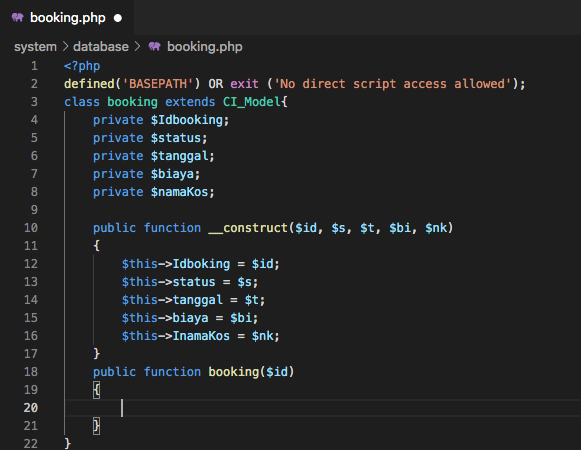 booking.php
system > database > booking.php
1 <?php
2 defined('BASEPATH') OR exit ('No direct script access allowed');
3 class booking extends CI_Model{
4     private $Idbooking;
5     private $status;
6     private $tanggal;
7     private $biaya;
8     private $namaKos;
9
10     public function __construct($id, $s, $t, $bi, $nk)
11     {
12         $this->Idboking = $id;
13         $this->status = $s;
14         $this->tanggal = $t;
15         $this->biaya = $bi;
16         $this->InamaKos = $nk;
17     }
18     public function booking($id)
19     {
20
21     }
22 }